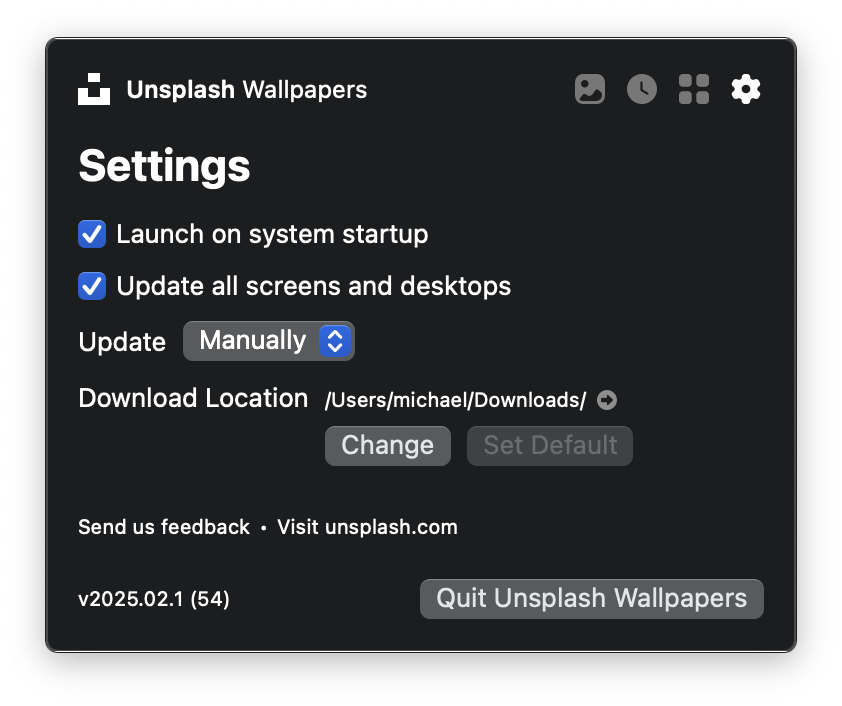 Unsplash Wallpapers
Settings
Launch on system startup
Update all screens and desktops
Update Manually
Download Location /Users/michael/Downloads/
Change Set Default
Send us feedback • Visit unsplash.com
v2025.02.1 (54) Quit Unsplash Wallpapers